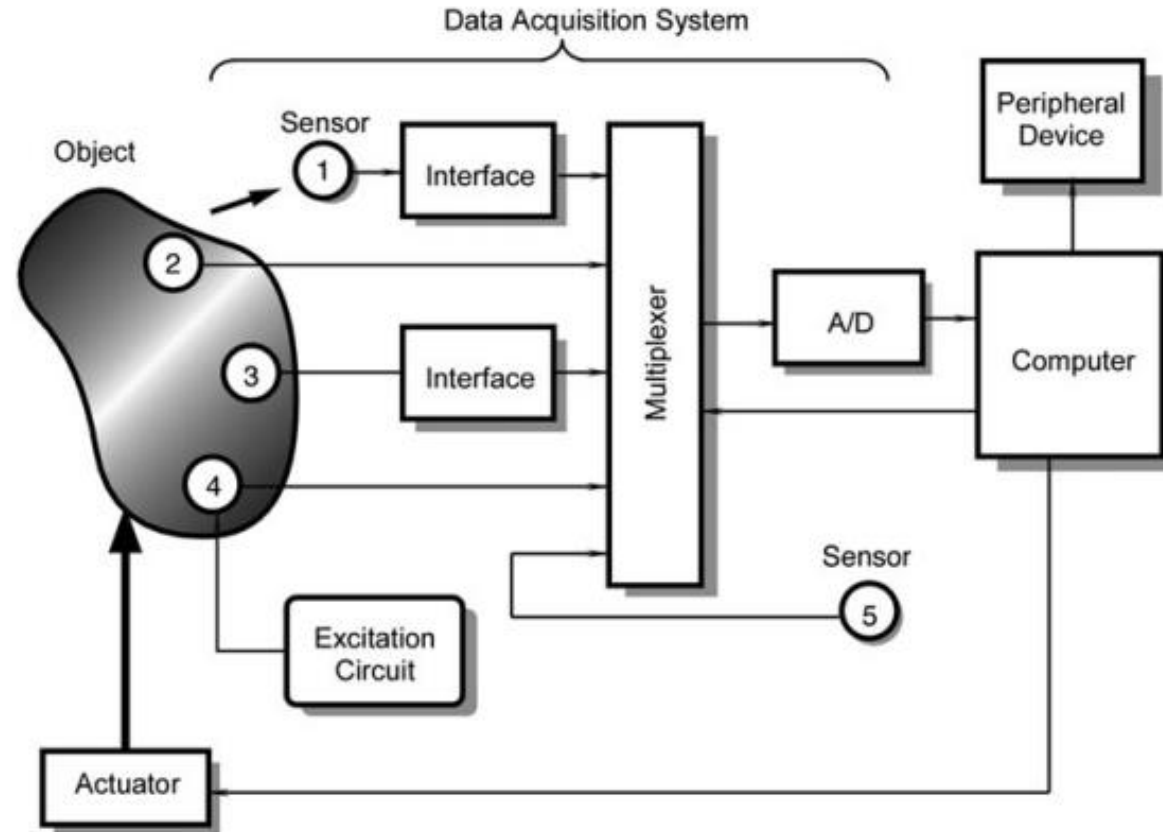 Data Acquisition System
Peripheral
Device
Sensor
Object
1
Interface
2
Multiplexer
A/D
Computer
3
Interface
4
Sensor
5
Excitation
Circuit
Actuator